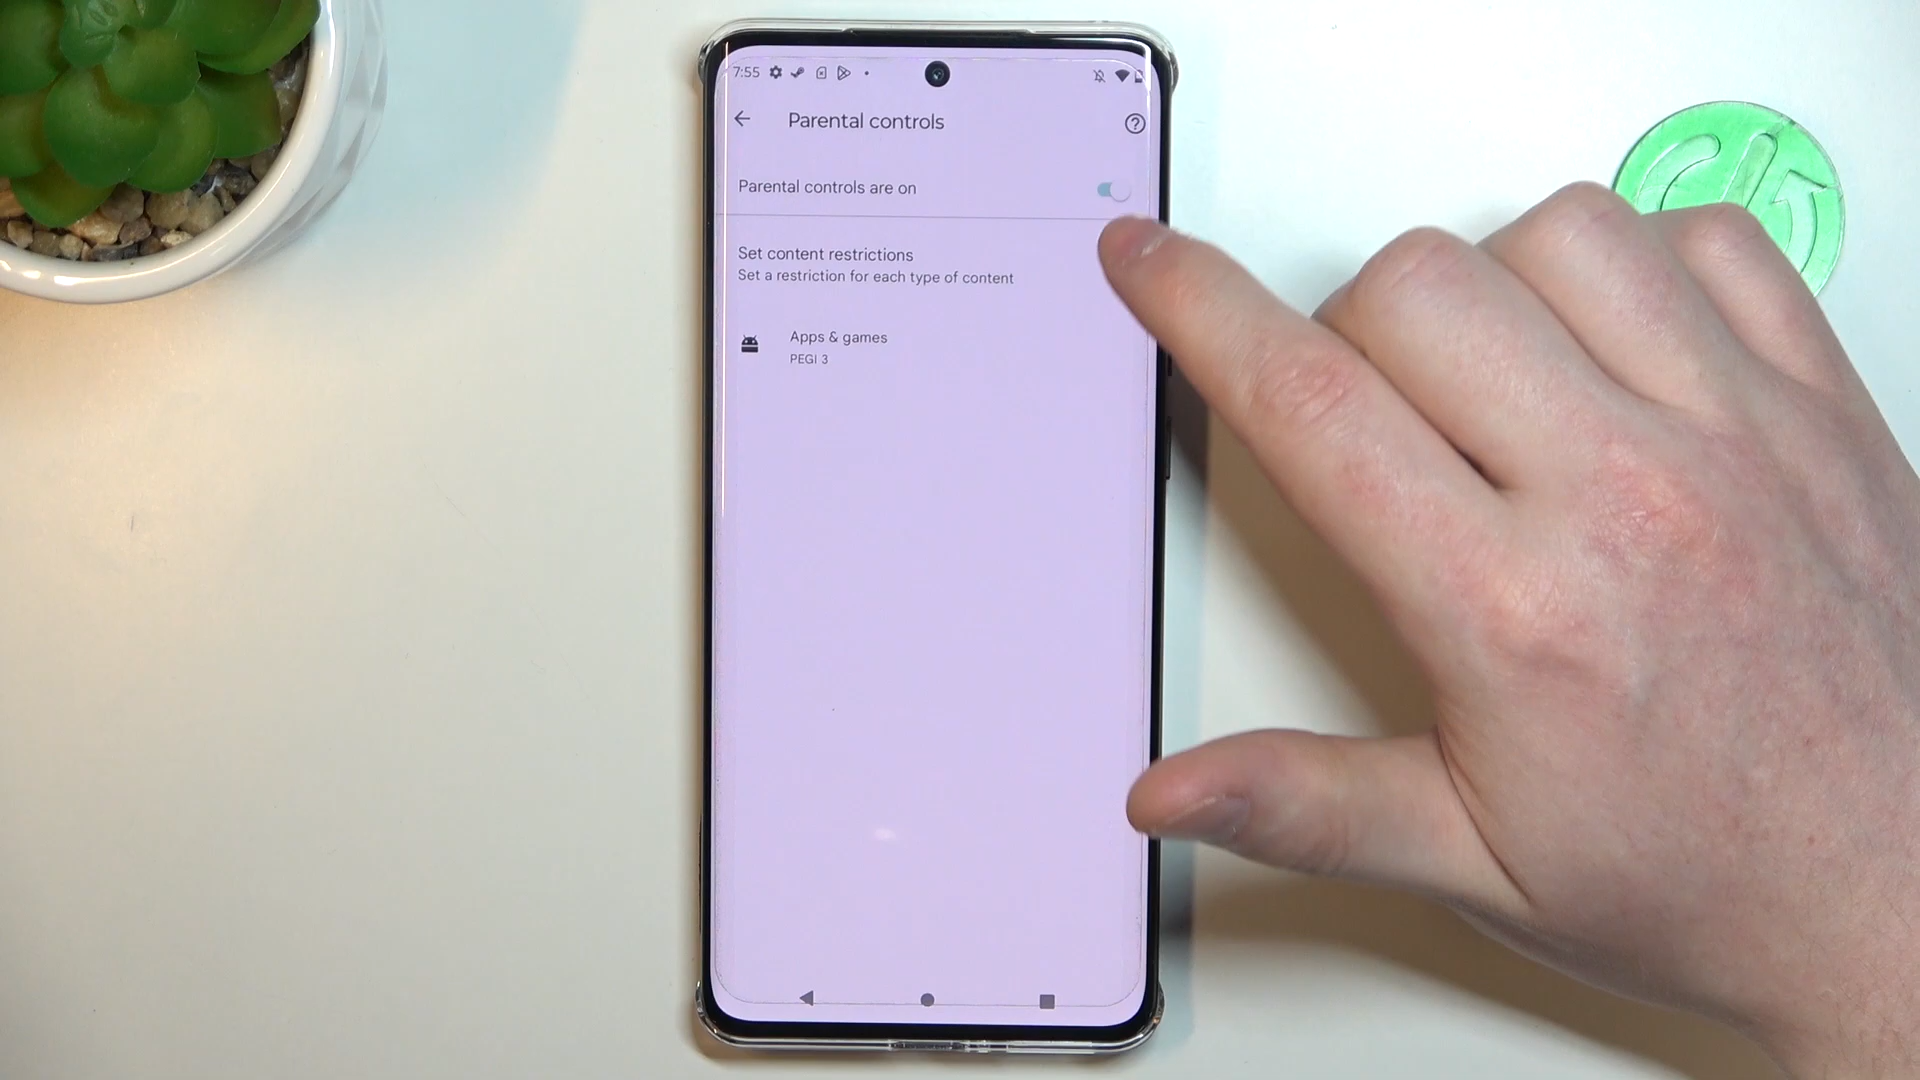 7:55
Parental controls
Parental controls are on
Set content restrictions
Set a restriction for each type of content
Apps & games
PEGI 3